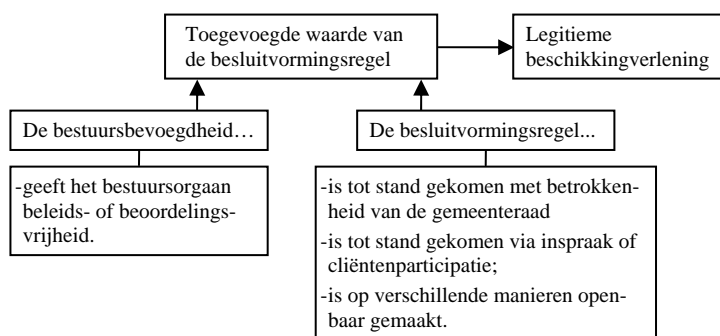 Toegevoegde waarde van
de besluitvormingsregel
Legitieme
beschikkingverlening
De bestuursbevoegdheid…
De besluitvormingsregel...
-geeft het bestuursorgaan
beleids- of beoordelings-
vrijheid.
-is tot stand gekomen met betrokken-
heid van de gemeenteraad
-is tot stand gekomen via inspraak of
cliëntenparticipatie;
-is op verschillende manieren open-
baar gemaakt.